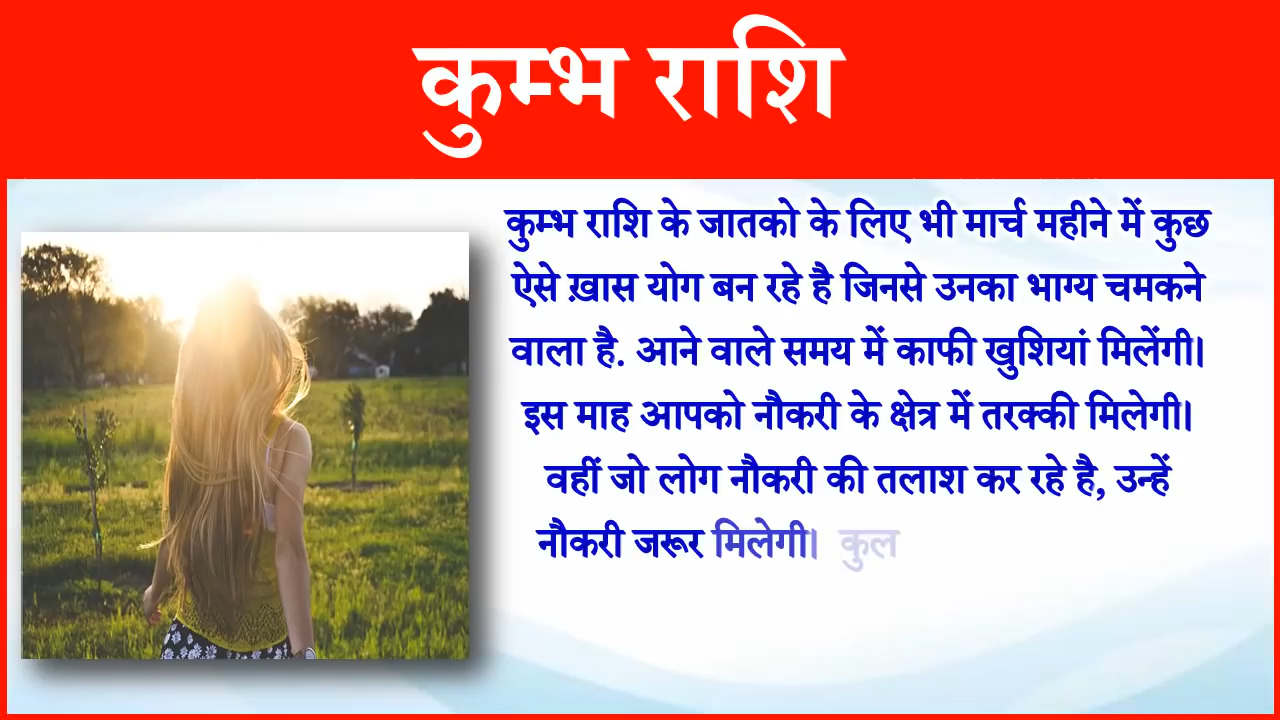 कुम्भ राशि
कुम्भ राशि के जातको के लिए भी मार्च महीने में कुछ
ऐसे ख़ास योग बन रहे है जिनसे उनका भाग्य चमकने
वाला है. आने वाले समय में काफी खुशियां मिलेंगी।
इस माह आपको नौकरी के क्षेत्र में तरक्की मिलेगी।
वहीं जो लोग नौकरी की तलाश कर रहे है, उन्हें
नौकरी जरूर मिलेगी। कुल